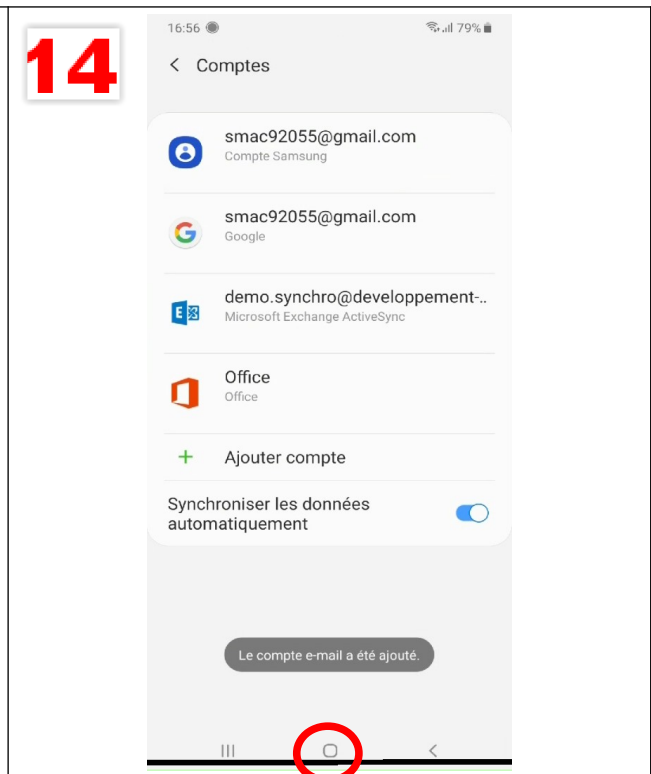 14
16:56 79%
< Comptes
smac92055@gmail.com
Compte Samsung
smac92055@gmail.com
Google
demo.synchro@developpement-..
Microsoft Exchange ActiveSync
Office
Office
+ Ajouter compte
Synchroniser les données
automatiquement
Le compte e-mail a été ajouté.